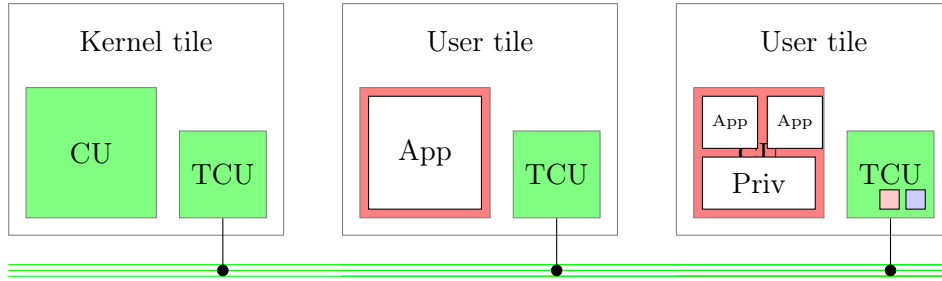 Kernel tile
CU
TCU
User tile
App
TCU
User tile
App
App
Priv
TCU